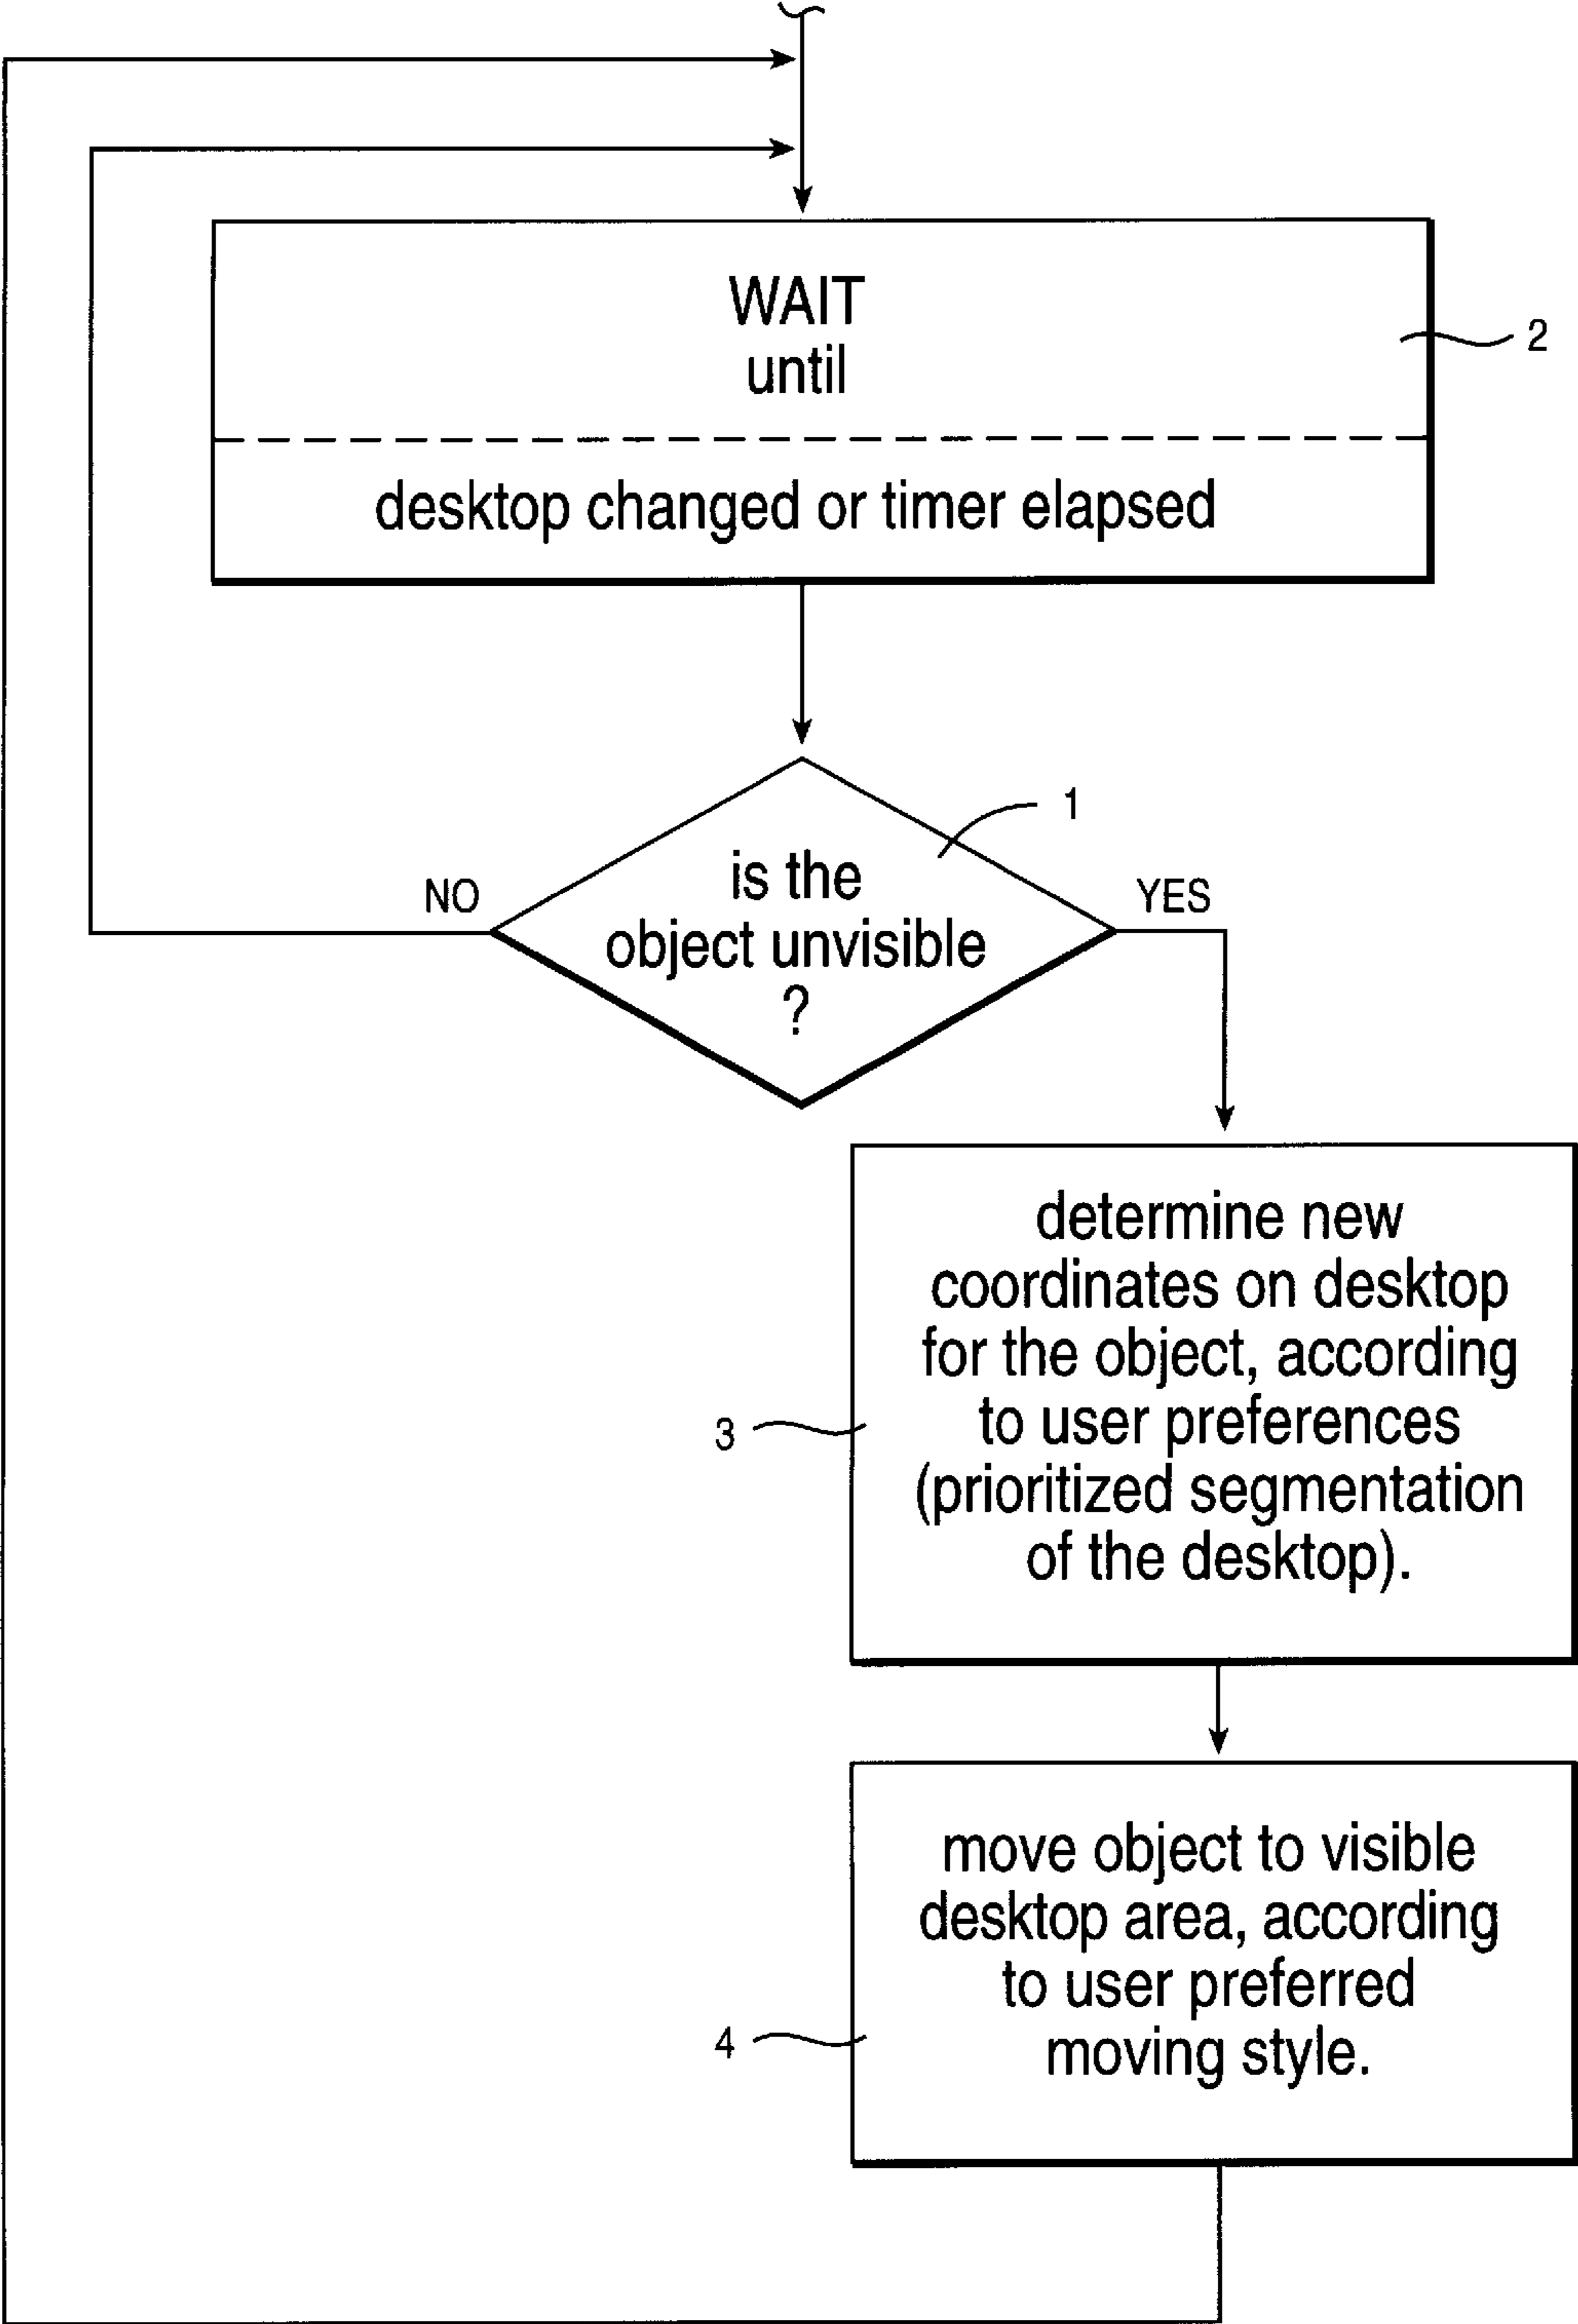 WAIT
until
2
desktop changed or timer elapsed
1
is the
NO
YES
object unvisible
?
determine new
coordinates on desktop
for the object, according
to user preferences
3
(prioritized segmentation
of the desktop).
move object to visible
desktop area, according
to user preferred
4
moving style.